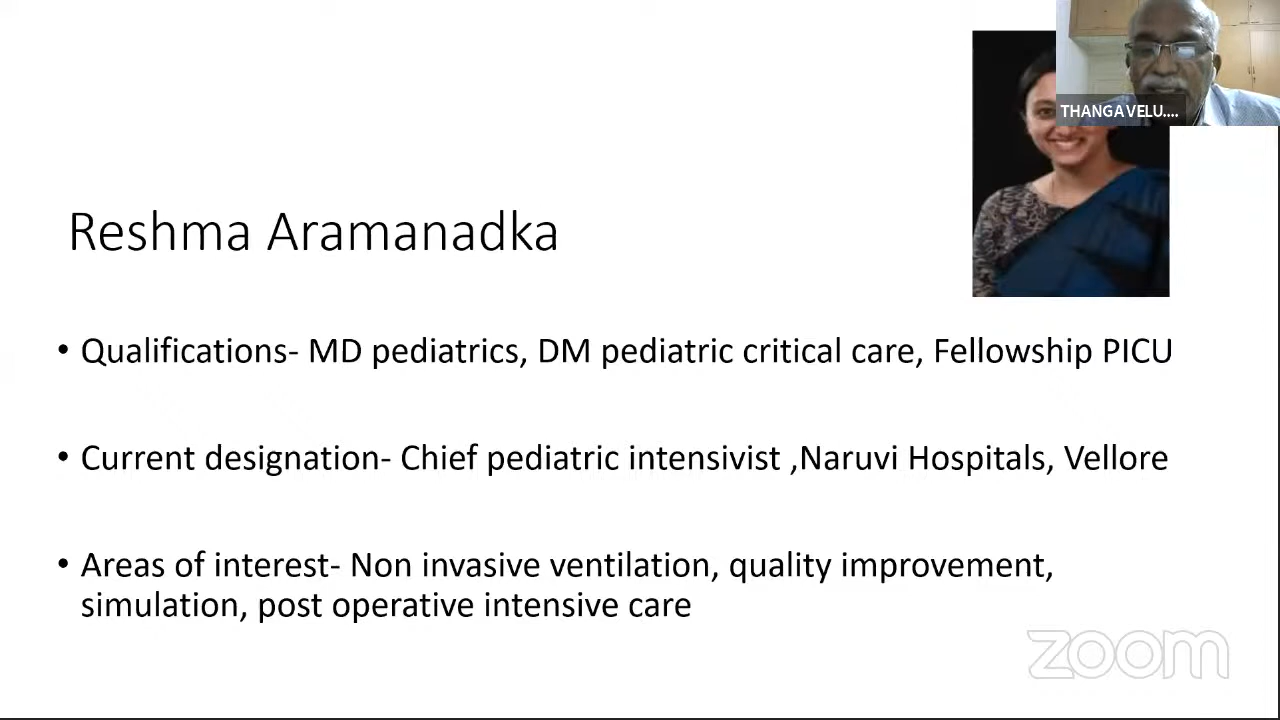 THANGAVELU....
Reshma Aramanadka
• Qualifications- MD pediatrics, DM pediatric critical care, Fellowship PICU
• Current designation- Chief pediatric intensivist ,Naruvi Hospitals, Vellore
• Areas of interest- Non invasive ventilation, quality improvement,
simulation, post operative intensive care
zoom